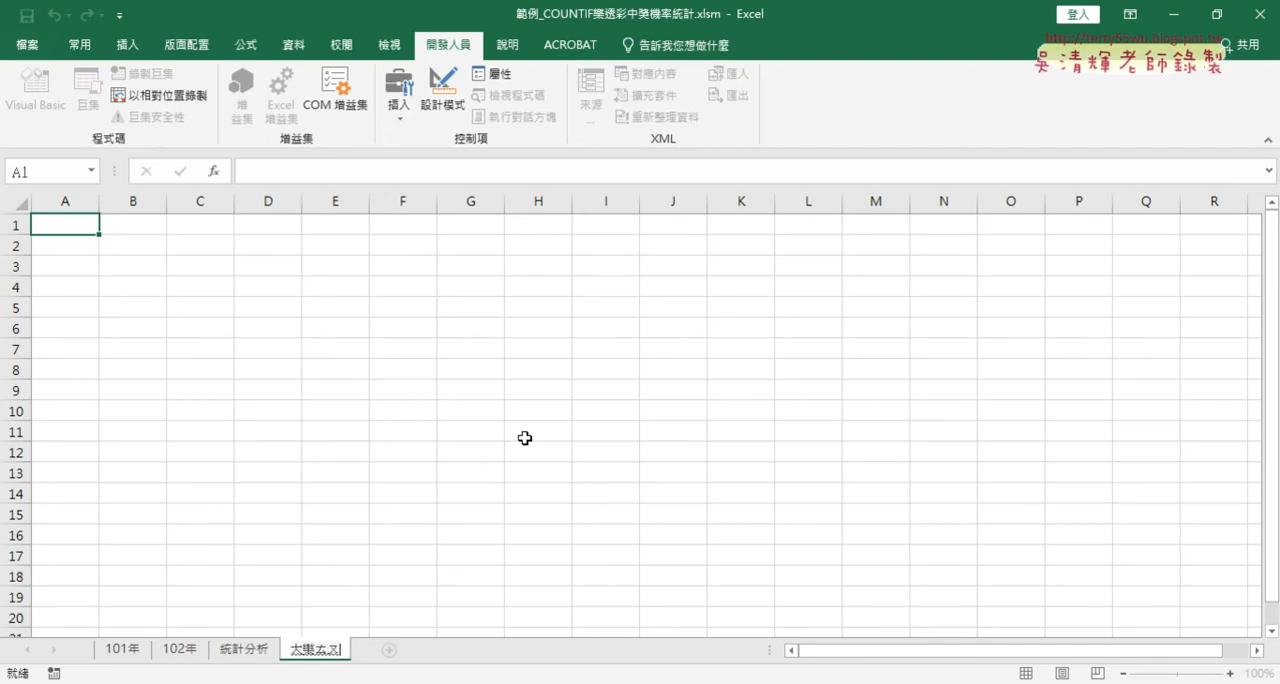 範例_COUNTIF樂透彩中獎機率統計.xlsm - Excel
登入
檔案 常用 插入 版面配置 公式 資料 校閱 檢視 開發人員 說明 ACROBAT 告訴我您想做什麼 共用
http://terry55wu.blogspot.tw
吳清輝老師錄製
Visual Basic 巨集 錄製巨集 以相對位置錄製 巨集安全性
程式碼
增益集 Excel 增益集 COM 增益集
增益集
插入 設計模式 屬性 檢視程式碼 執行對話方塊
控制項
來源 對應內容 擴充套件 重新整理資料 匯入 匯出
XML
A1 fx
A B C D E F G H I J K L M N O P Q R
1
2
3
4
5
6
7
8
9
10
11
12
13
14
15
16
17
18
19
20
101年 102年 統計分析
就緒 100%